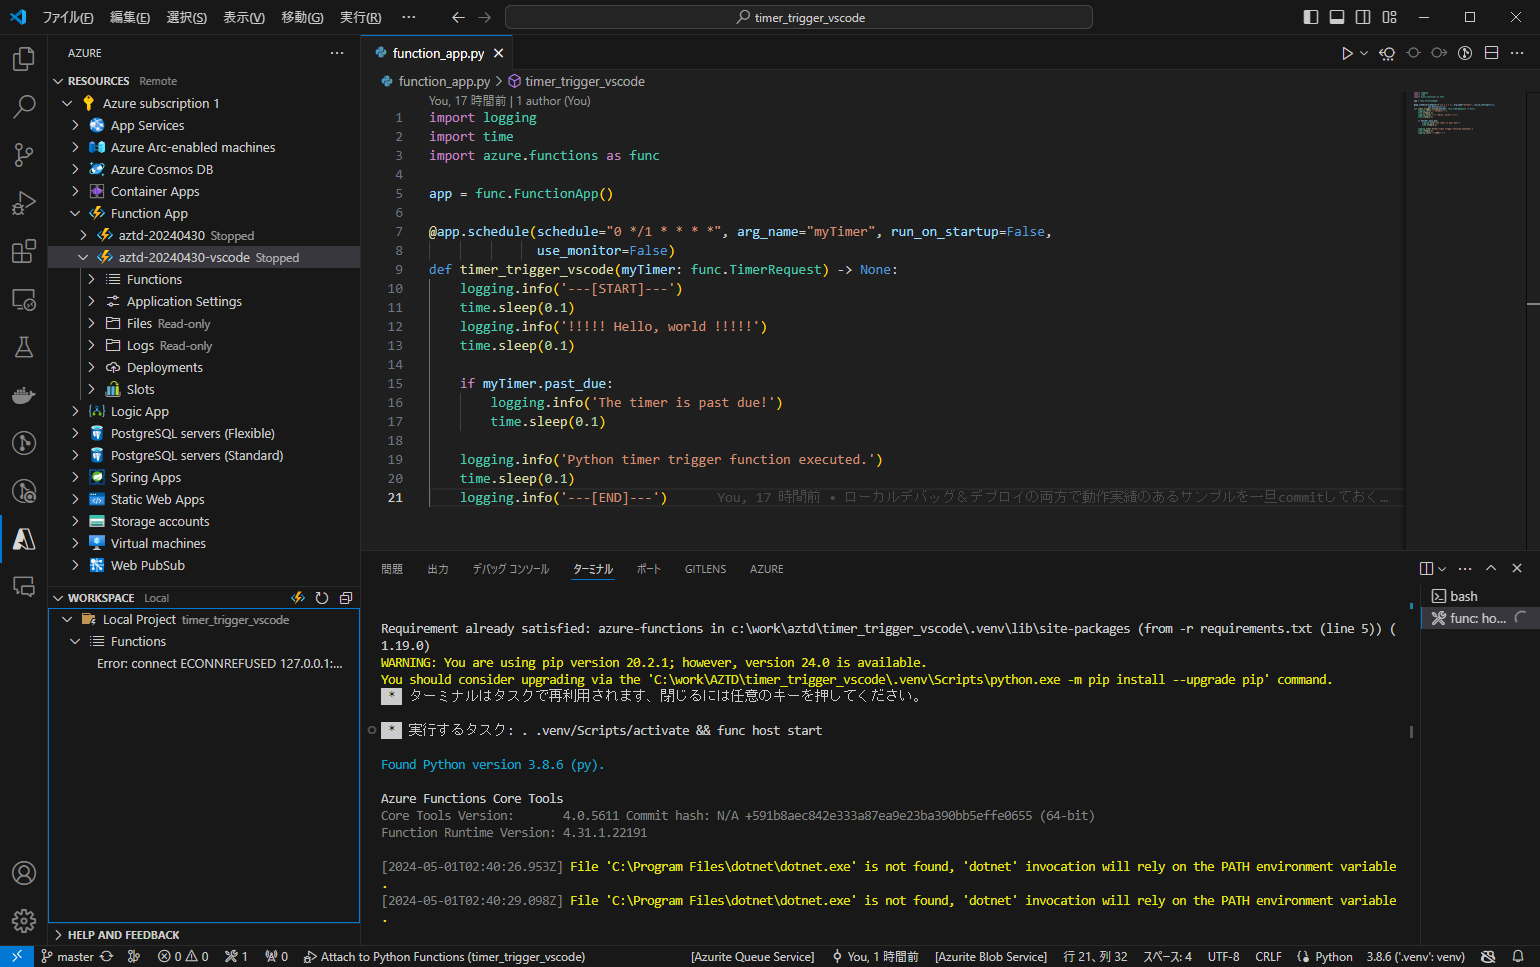 ファイル(F) 編集(E) 選択(S) 表示(V) 移動(G) 実行(R) ··· timer_trigger_vscode
AZURE ···
RESOURCES Remote
Azure subscription 1
App Services
Azure Arc-enabled machines
Azure Cosmos DB
Container Apps
Function App
aztd-20240430 Stopped
aztd-20240430-vscode Stopped
Functions
Application Settings
Files Read-only
Logs Read-only
Deployments
Slots
Logic App
PostgreSQL servers (Flexible)
PostgreSQL servers (Standard)
Spring Apps
Static Web Apps
Storage accounts
Virtual machines
Web PubSub
WORKSPACE Local
Local Project timer_trigger_vscode
Functions
Error: connect ECONNREFUSED 127.0.0.1:...
HELP AND FEEDBACK
function_app.py
function_app.py > timer_trigger_vscode
You, 17 時間前 | 1 author (You)
1 import logging
2 import time
3 import azure.functions as func
4
5 app = func.FunctionApp()
6
7 @app.schedule(schedule="0 */1 * * * *", arg_name="myTimer", run_on_startup=False,
8 use_monitor=False)
9 def timer_trigger_vscode(myTimer: func.TimerRequest) -> None:
10 logging.info('---[START]---')
11 time.sleep(0.1)
12 logging.info('!!!!! Hello, world !!!!!')
13 time.sleep(0.1)
14
15 if myTimer.past_due:
16 logging.info('The timer is past due!')
17 time.sleep(0.1)
18
19 logging.info('Python timer trigger function executed.')
20 time.sleep(0.1)
21 logging.info('---[END]---') You, 17 時間前 • ローカルデバッグ＆デプロイの両方で動作実績のあるサンプルを一旦commitしておく…
問題 出力 デバッグ コンソール ターミナル ポート GITLENS AZURE
bash
func: ho...
Requirement already satisfied: azure-functions in c:\work\aztd\timer_trigger_vscode\.venv\lib\site-packages (from -r requirements.txt (line 5)) (
1.19.0)
WARNING: You are using pip version 20.2.1; however, version 24.0 is available.
You should consider upgrading via the 'C:\work\AZTD\timer_trigger_vscode\.venv\Scripts\python.exe -m pip install --upgrade pip' command.
* ターミナルはタスクで再利用されます、閉じるには任意のキーを押してください。
* 実行するタスク: . .venv/Scripts/activate && func host start
Found Python version 3.8.6 (py).
Azure Functions Core Tools
Core Tools Version: 4.0.5611 Commit hash: N/A +591b8aec842e333a87ea9e23ba390bb5effe0655 (64-bit)
Function Runtime Version: 4.31.1.22191
[2024-05-01T02:40:26.953Z] File 'C:\Program Files\dotnet\dotnet.exe' is not found, 'dotnet' invocation will rely on the PATH environment variable
.
[2024-05-01T02:40:29.098Z] File 'C:\Program Files\dotnet\dotnet.exe' is not found, 'dotnet' invocation will rely on the PATH environment variable
.
master 0 0 1 0 Attach to Python Functions (timer_trigger_vscode) [Azurite Queue Service] You, 1 時間前 [Azurite Blob Service] 行 21、列 32 スペース: 4 UTF-8 CRLF Python 3.8.6 ('.venv': venv)